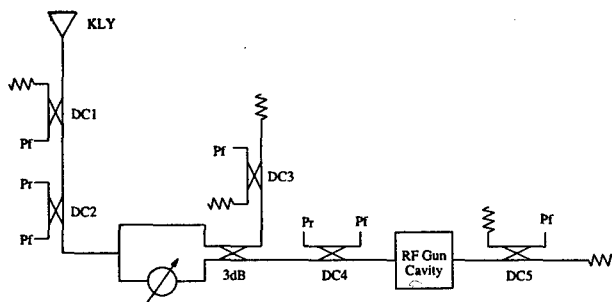 KLY
DC1
Pf
Pf
DC3
Pr
DC2
Pf
Pr
Pf
Pf
3dB
DC4
RF Gun
Cavity
DC5